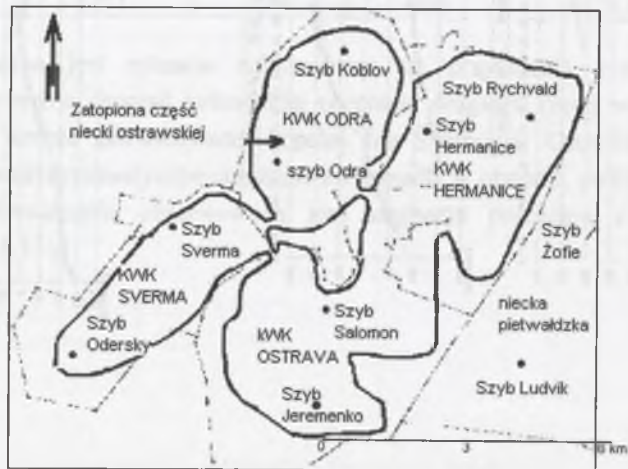 Szyb Koblov
Szyb Rychvald
Zatopiona część
niecki ostrawskiej
KWK ODRA
Szyb
Hermanice
KWK
HERMANICE
szyb Odra
Szyb
Sverma
Szyb
Żofie
KWK
SVERMA
niecka
pietwałdzka
Szyb
Salomon
Szyb
Odersky
KWK
OSTRAVA
Szyb Ludvik
Szyb
Jeremenko
0
3
6 km